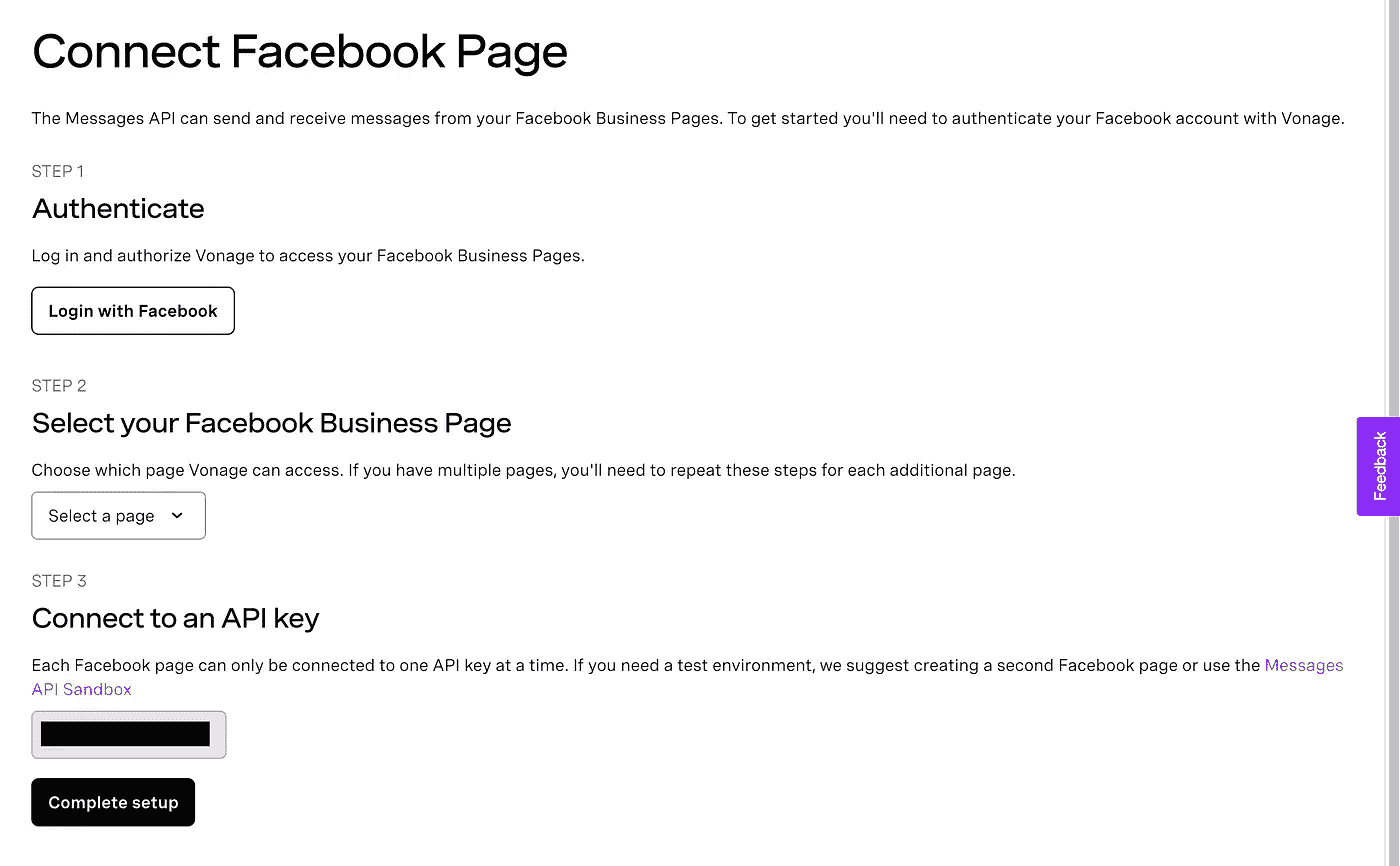 Connect Facebook Page
The Messages API can send and receive messages from your Facebook Business Pages. To get started you'll need to authenticate your Facebook account with Vonage.
STEP 1
Authenticate
Log in and authorize Vonage to access your Facebook Business Pages.
Login with Facebook
STEP 2
Select your Facebook Business Page
Choose which page Vonage can access. If you have multiple pages, you'll need to repeat these steps for each additional page.
Select a page
STEP 3
Connect to an API key
Each Facebook page can only be connected to one API key at a time. If you need a test environment, we suggest creating a second Facebook page or use the Messages
API Sandbox
Complete setup
Feedback